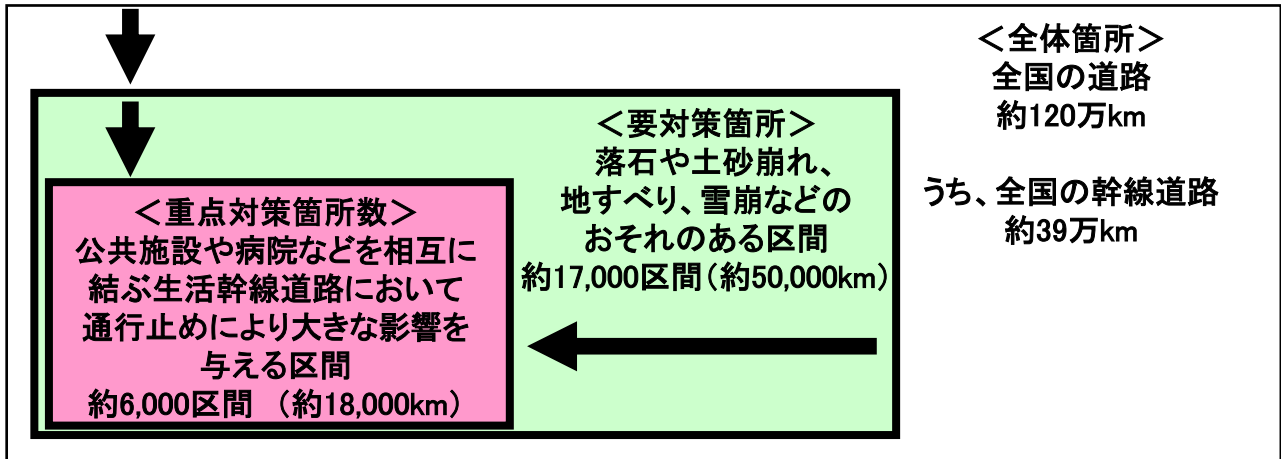 ＜全体箇所＞
全国の道路
約120万km
うち、全国の幹線道路
約39万km
＜要対策箇所＞
落石や土砂崩れ、
地すべり、雪崩などの
おそれのある区間
約17,000区間（約50,000km）
＜重点対策箇所数＞
公共施設や病院などを相互に
結ぶ生活幹線道路において
通行止めにより大きな影響を
与える区間
約6,000区間　（約18,000km）